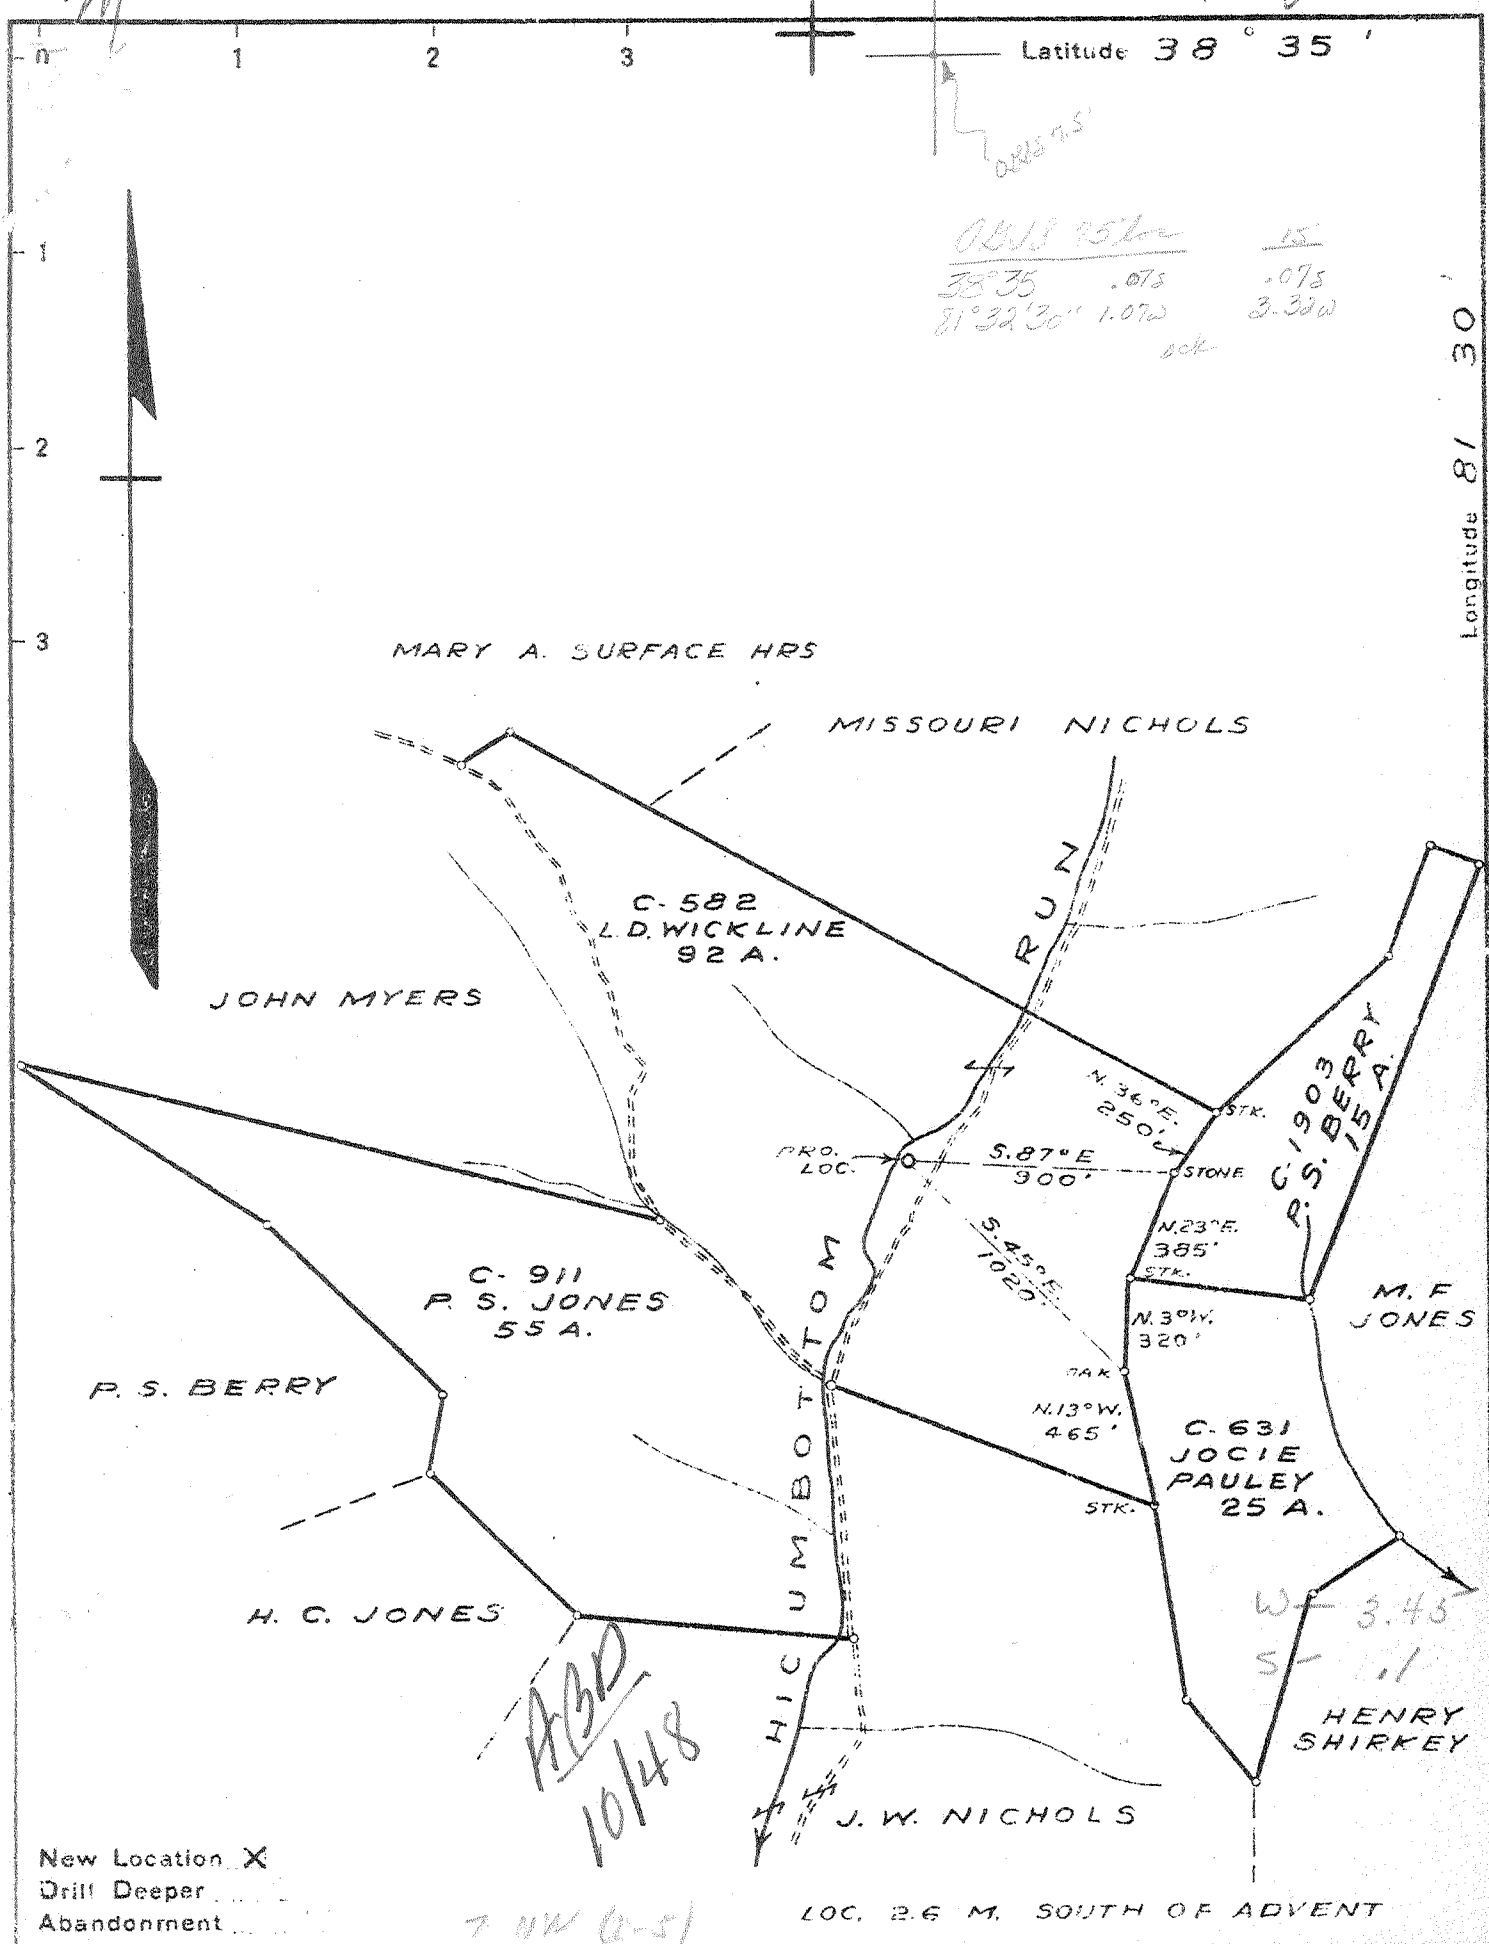 0 1 2 3
Latitude 38° 35'
1
2
3
38°35 .07s .07s
81°32'30" 1.07w 3.32w
15
Longitude 81 30'
MARY A. SURFACE HRS
MISSOURI NICHOLS
C-582
L.D. WICKLINE
92 A.
RUN
JOHN MYERS
C-1903
P.S. BERRY
15 A.
N. 36°E.
250'
STK.
PRO.
LOC.
S. 87°E
900'
STONE
S. 45°E.
1020'
N. 23°E.
385'
STK.
C-911
P. S. JONES
55 A.
M. F
JONES
N. 3°W.
320'
OAK
P. S. BERRY
N. 13°W.
465'
C-631
JOCIE
PAULEY
25 A.
STK.
HICUMBOTTOM
H. C. JONES
ABD
10/48
W - 3.45
S - .1
HENRY
SHIRKEY
J. W. NICHOLS
New Location X
Drill Deeper
Abandonment
LOC. 2.6 M. SOUTH OF ADVENT